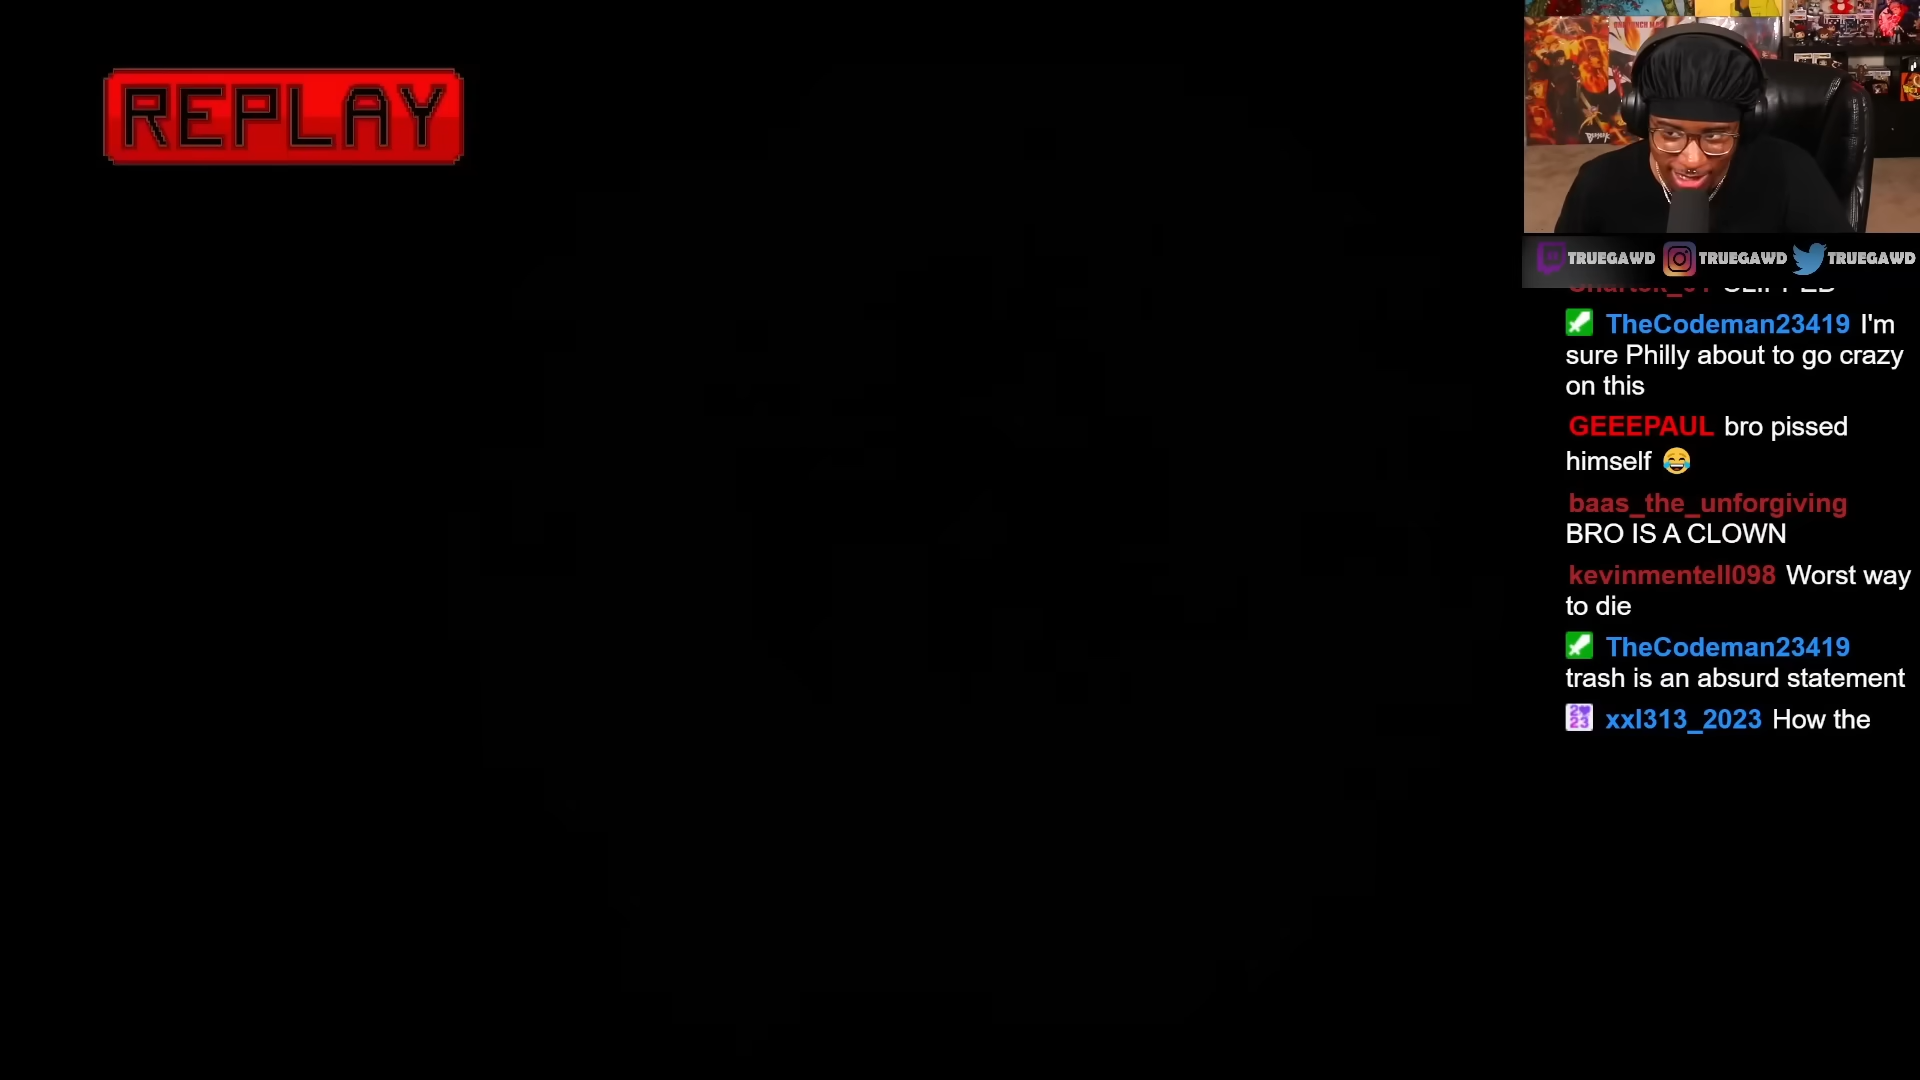 REPLAY
TRUEGAWD TRUEGAWD TRUEGAWD
TheCodeman23419 I'm
sure Philly about to go crazy
on this
GEEEPAUL bro pissed
himself 😂
baas_the_unforgiving
BRO IS A CLOWN
kevinmentell098 Worst way
to die
TheCodeman23419
trash is an absurd statement
xxl313_2023 How the